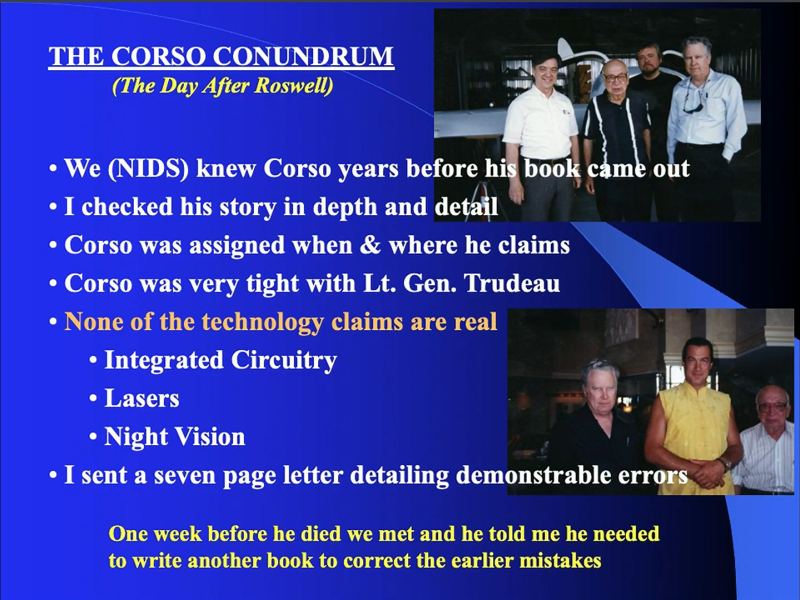 THE CORSO CONUNDRUM
(The Day After Roswell)
• We (NIDS) knew Corso years before his book came out
• I checked his story in depth and detail
• Corso was assigned when & where he claims
• Corso was very tight with Lt. Gen. Trudeau
• None of the technology claims are real
• Integrated Circuitry
• Lasers
• Night Vision
• I sent a seven page letter detailing demonstrable errors
One week before he died we met and he told me he needed
to write another book to correct the earlier mistakes